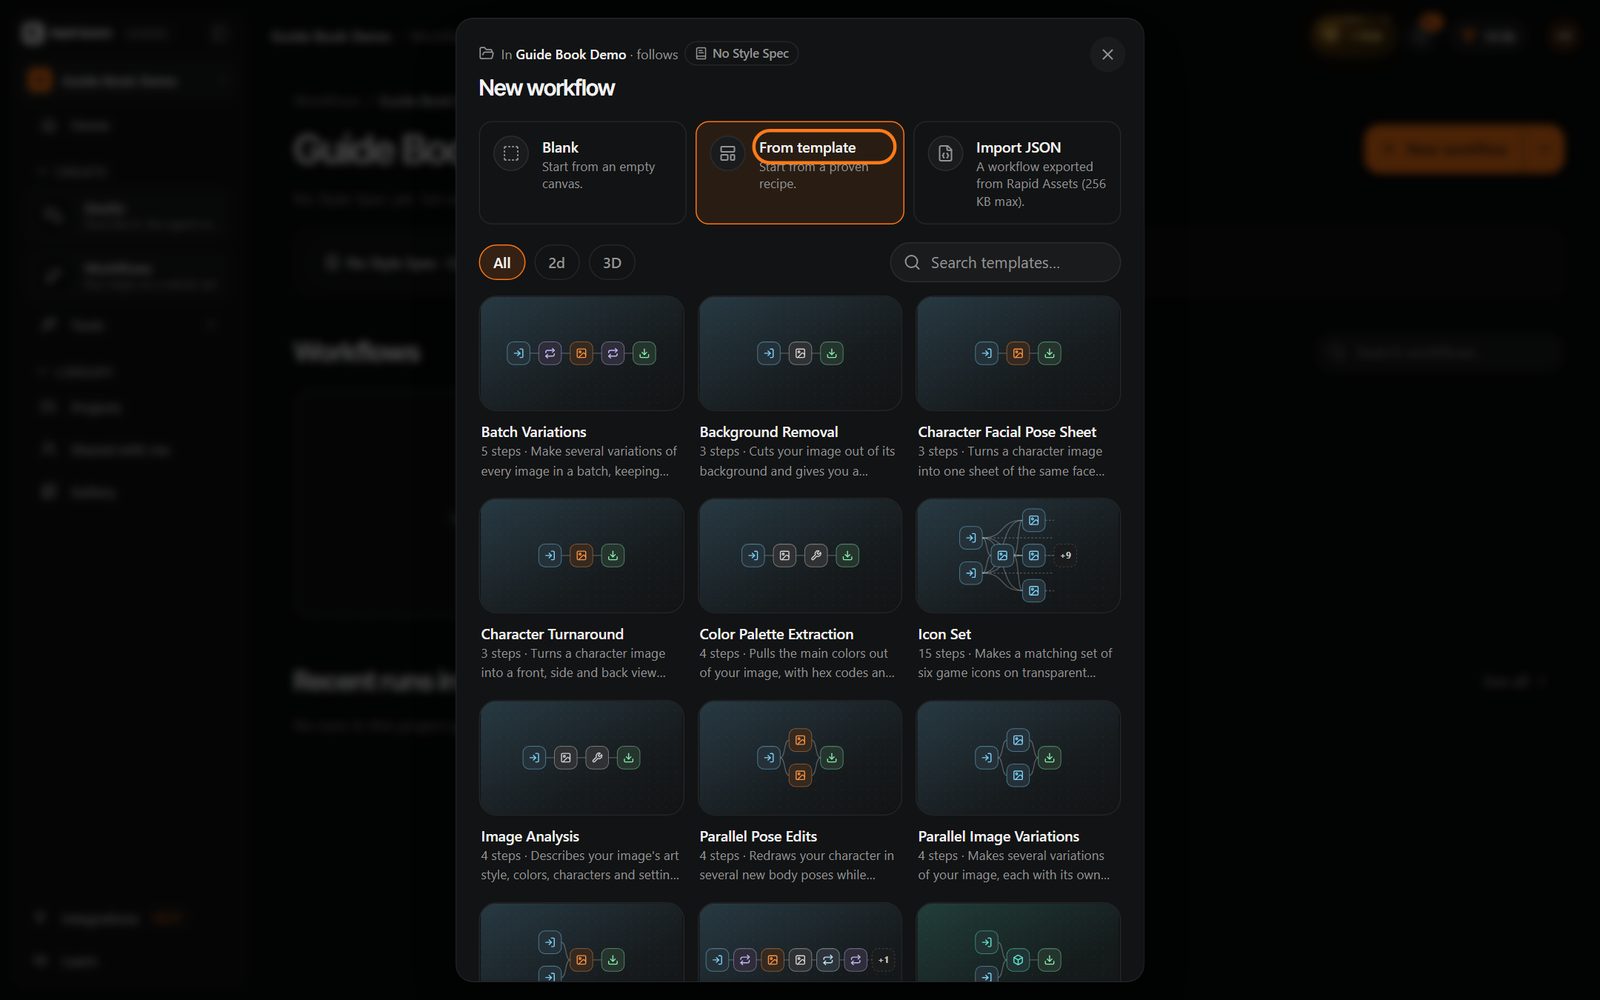 In Guide Book Demo · follows No Style Spec
New workflow
Blank
Start from an empty
canvas.
From template
Start from a proven
recipe.
Import JSON
A workflow exported
from Rapid Assets (256
KB max).
All
2d
3D
Search templates...
Batch Variations
5 steps · Make several variations of
every image in a batch, keeping...
Background Removal
3 steps · Cuts your image out of its
background and gives you a...
Character Facial Pose Sheet
3 steps · Turns a character image
into one sheet of the same face...
+9
Character Turnaround
3 steps · Turns a character image
into a front, side and back view...
Color Palette Extraction
4 steps · Pulls the main colors out
of your image, with hex codes an...
Icon Set
15 steps · Makes a matching set of
six game icons on transparent...
Image Analysis
4 steps · Describes your image's art
style, colors, characters and settin...
Parallel Pose Edits
4 steps · Redraws your character in
several new body poses while...
Parallel Image Variations
4 steps · Makes several variations
of your image, each with its own...
+1
Guide Book Demo
Workflows